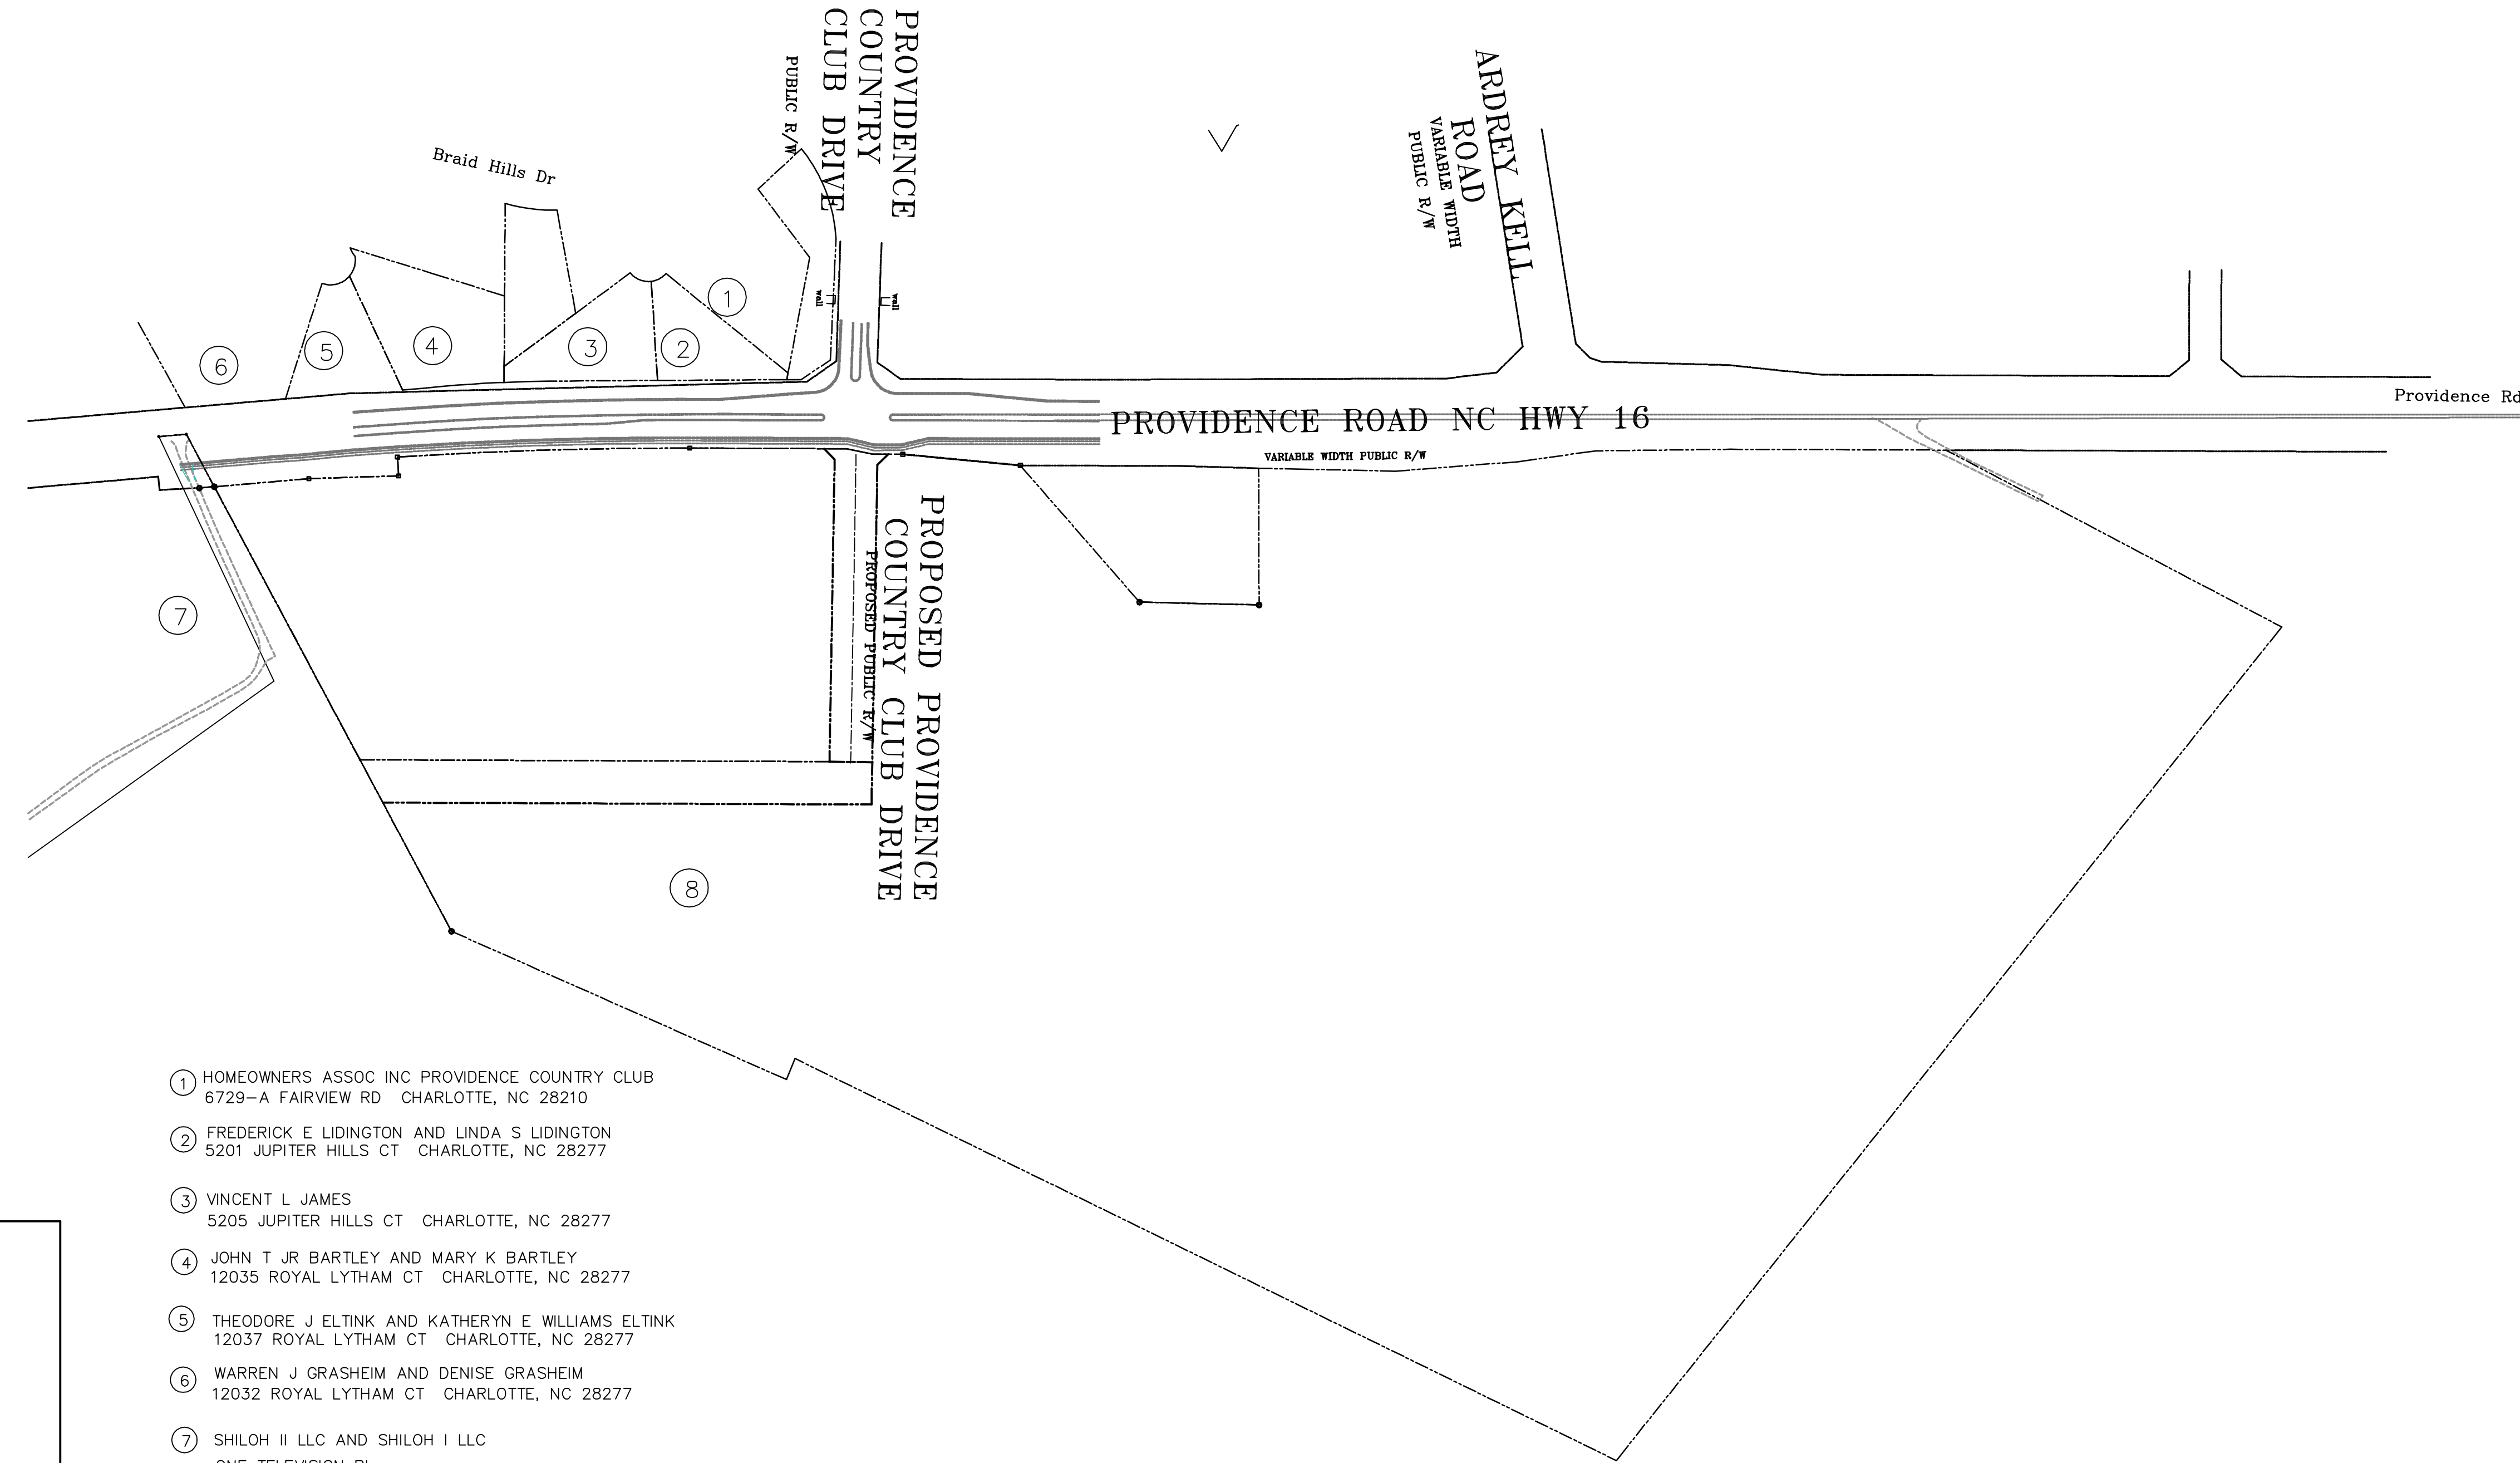 PROVIDENCE
COUNTRY
CLUB DRIVE
PUBLIC R/W
ARDREY KELL
ROAD
VARIABLE WIDTH
PUBLIC R/W
Braid Hills Dr
wall
wall
1
2
3
4
5
6
Providence Rd
PROVIDENCE ROAD NC HWY 16
VARIABLE WIDTH PUBLIC R/W
PROPOSED PROVIDENCE
COUNTRY CLUB DRIVE
PROPOSED PUBLIC R/W
7
8
1 HOMEOWNERS ASSOC INC PROVIDENCE COUNTRY CLUB
6729-A FAIRVIEW RD CHARLOTTE, NC 28210
2 FREDERICK E LIDINGTON AND LINDA S LIDINGTON
5201 JUPITER HILLS CT CHARLOTTE, NC 28277
3 VINCENT L JAMES
5205 JUPITER HILLS CT CHARLOTTE, NC 28277
4 JOHN T JR BARTLEY AND MARY K BARTLEY
12035 ROYAL LYTHAM CT CHARLOTTE, NC 28277
5 THEODORE J ELTINK AND KATHERYN E WILLIAMS ELTINK
12037 ROYAL LYTHAM CT CHARLOTTE, NC 28277
6 WARREN J GRASHEIM AND DENISE GRASHEIM
12032 ROYAL LYTHAM CT CHARLOTTE, NC 28277
7 SHILOH II LLC AND SHILOH I LLC
ONE TELEVISION PL